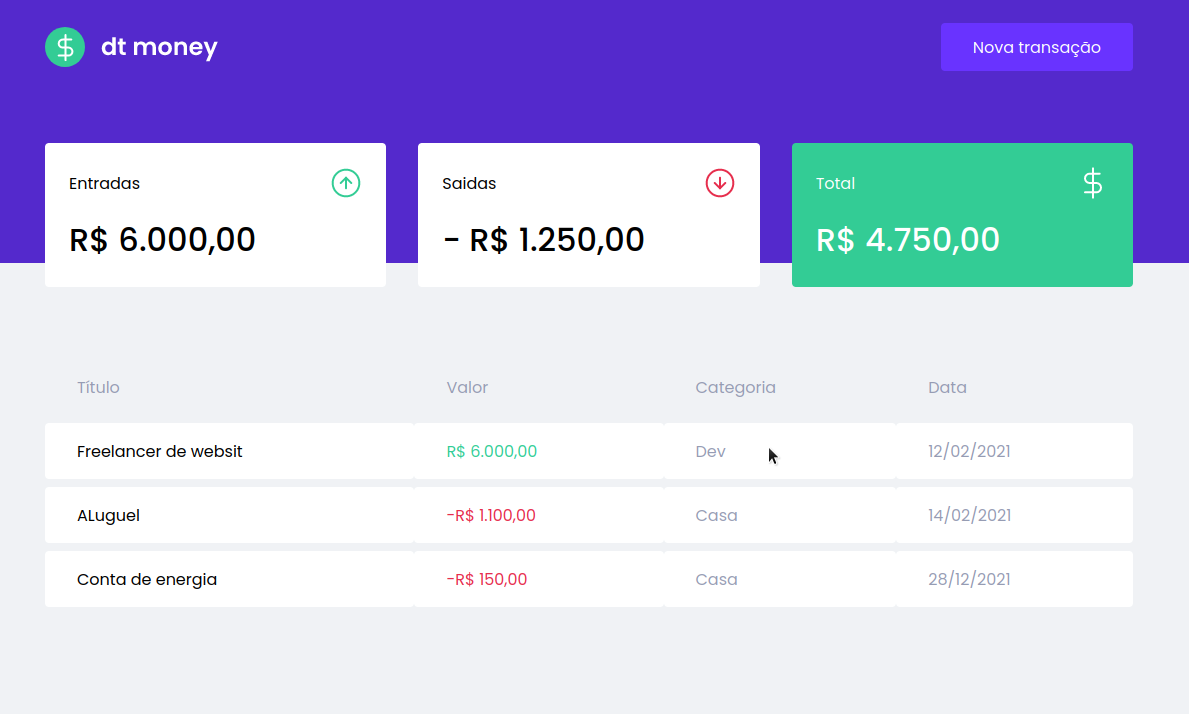 dt money
Nova transação
Entradas
R$ 6.000,00
Saidas
- R$ 1.250,00
Total
$
R$ 4.750,00
Título Valor Categoria Data
Freelancer de websit R$ 6.000,00 Dev 12/02/2021
ALuguel -R$ 1.100,00 Casa 14/02/2021
Conta de energia -R$ 150,00 Casa 28/12/2021